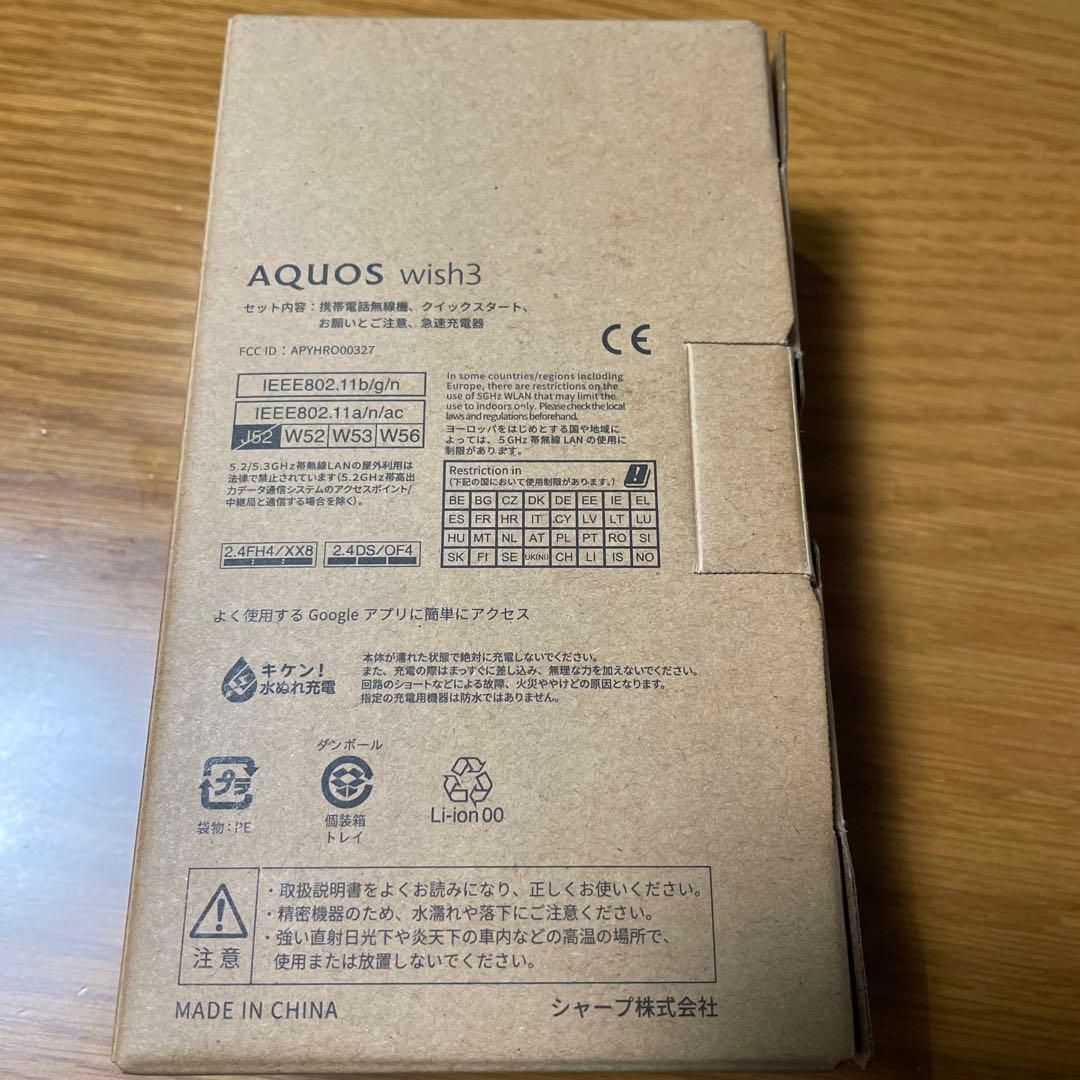 AQUOS wish3
セット内容：携帯電話無線機、クイックスタート、
お願いとご注意、急速充電器
FCC ID：APYHRO00327
CE
IEEE802.11b/g/n
IEEE802.11a/n/ac
J52 W52 W53 W56
5.2/5.3GHz帯無線LANの屋外利用は
法律で禁止されています（5.2GHz帯高出
力データ通信システムのアクセスポイント/
中継局と通信する場合を除く）。
2.4FH4/XX8 2.4DS/OF4
In some countries/regions including
Europe, there are restrictions on the
use of 5GHz WLAN that may limit the
use to indoors only. Please check the local
laws and regulations beforehand.
ヨーロッパをはじめとする国や地域に
よっては、5GHz帯無線LANの使用に
制限があります。
Restriction in
（下記の国において使用制限があります。）
BE BG CZ DK DE EE IE EL
ES FR HR IT CY LV LT LU
HU MT NL AT PL PT RO SI
SK FI SE UK(NI) CH LI IS NO
よく使用する Google アプリに簡単にアクセス
キケン！
水ぬれ充電
本体が濡れた状態で絶対に充電しないでください。
また、充電の際はまっすぐに差し込み、無理な力を加えないでください。
回路のショートなどによる故障、火災ややけどの原因となります。
指定の充電用機器は防水ではありません。
プラ
袋物：PE
ダンボール
個装箱
トレイ
Li-ion 00
注意
・取扱説明書をよくお読みになり、正しくお使いください。
・精密機器のため、水濡れや落下にご注意ください。
・強い直射日光下や炎天下の車内などの高温の場所で、
使用または放置しないでください。
MADE IN CHINA
シャープ株式会社